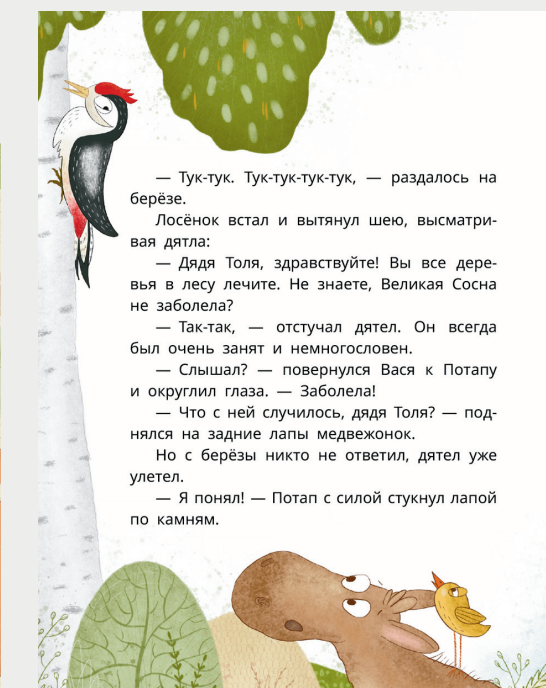 — Тук-тук. Тук-тук-тук-тук, — раздалось на
берёзе.
Лосёнок встал и вытянул шею, высматри-
вая дятла:
— Дядя Толя, здравствуйте! Вы все дере-
вья в лесу лечите. Не знаете, Великая Сосна
не заболела?
— Так-так, — отстучал дятел. Он всегда
был очень занят и немногословен.
— Слышал? — повернулся Вася к Потапу
и округлил глаза. — Заболела!
— Что с ней случилось, дядя Толя? — под-
нялся на задние лапы медвежонок.
Но с берёзы никто не ответил, дятел уже
улетел.
— Я понял! — Потап с силой стукнул лапой
по камням.